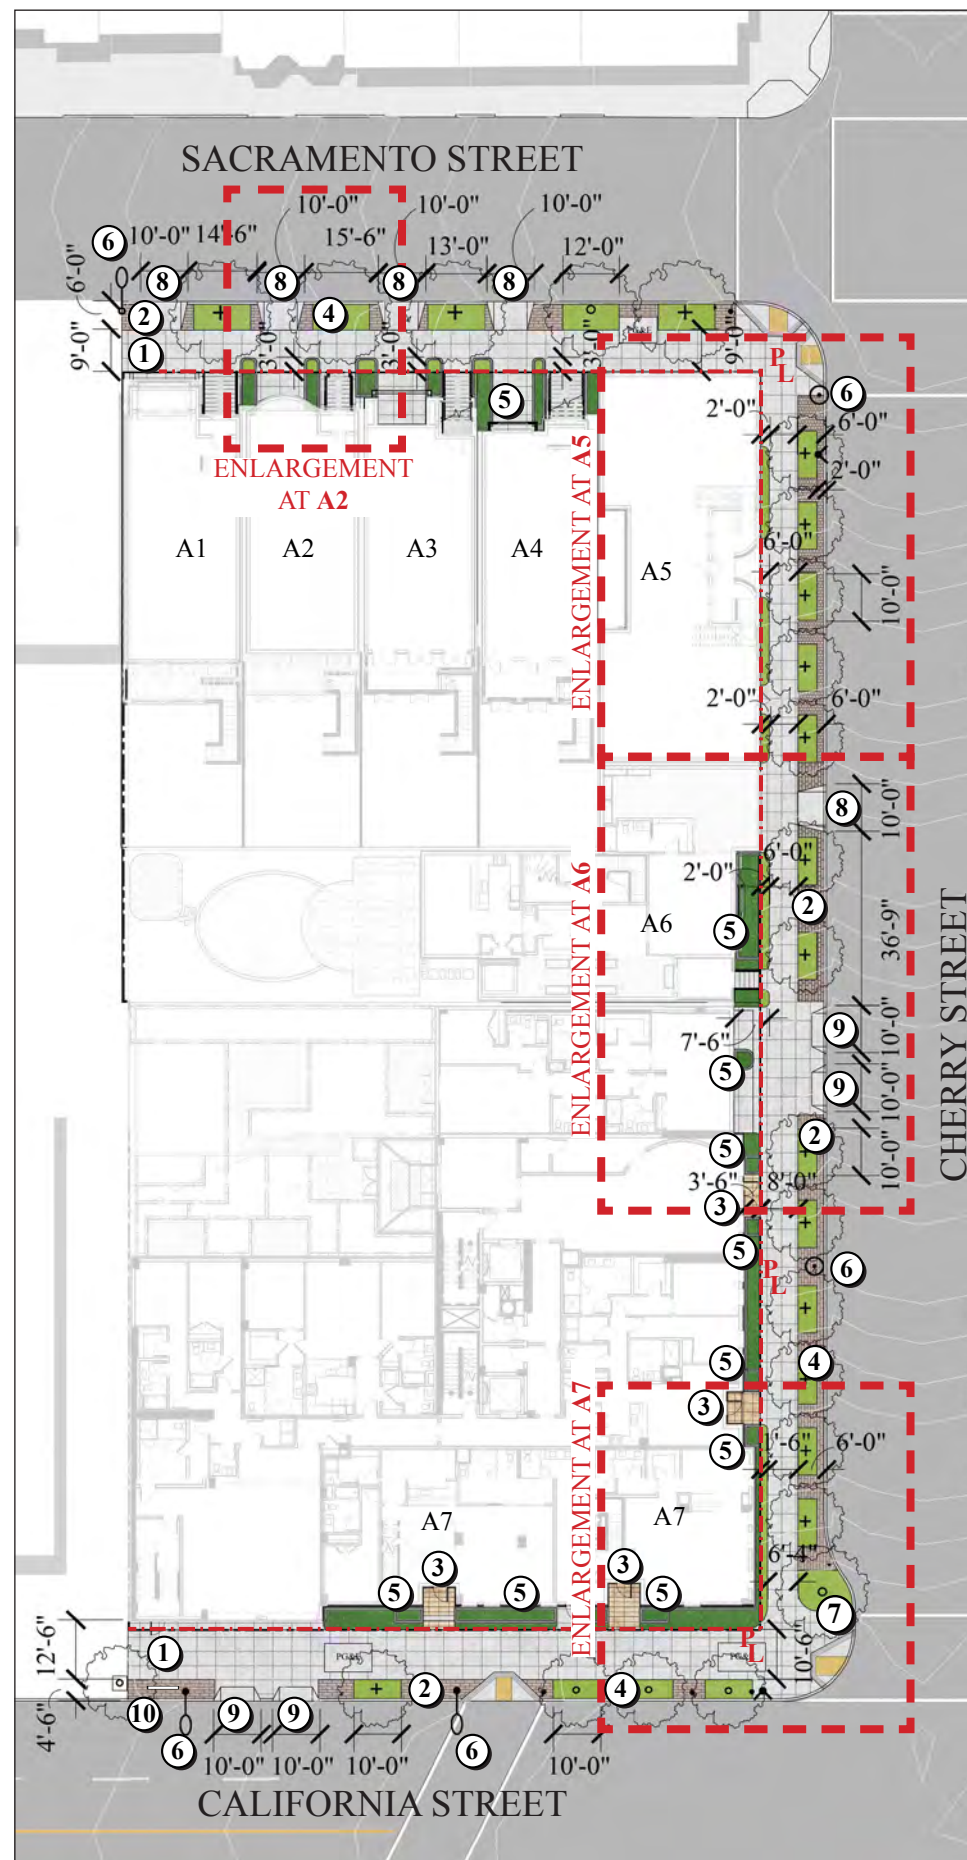 SACRAMENTO STREET
10'-0" 10'-0" 10'-0"
6 10'-0" 14'-6" 15'-6" 13'-0" 12'-0"
6'-0" 8 8 8 8
2 4
PG&E
9'-0" 1 3'-0" 3'-0" 3'-0" 9'-0"
PL
5 6
2'-0" 6'-0"
ENLARGEMENT
AT A2
2'-0"
ENLARGEMENT AT A5
A1 A2 A3 A4 A5
6'-0"
10'-0"
2'-0" 6'-0"
8 10'-0"
6'-0"
2'-0"
ENLARGEMENT AT A6
A6 2
5 36'-9"
CHERRY STREET
7'-6" 9 10'-0"
5
9 10'-0"
2
5 10'-0"
3'-6" 8'-0"
3
5
PL 6
5 4
ENLARGEMENT AT A7
3
5 1'-6" 6'-0"
A7 A7
3 3 6'-4"
5 5 5 7
12'-6" 1 PG&E PG&E PL 10'-6"
2 4
4'-6" 10 9 9
6 6
10'-0" 10'-0" 10'-0" 10'-0"
CALIFORNIA STREET